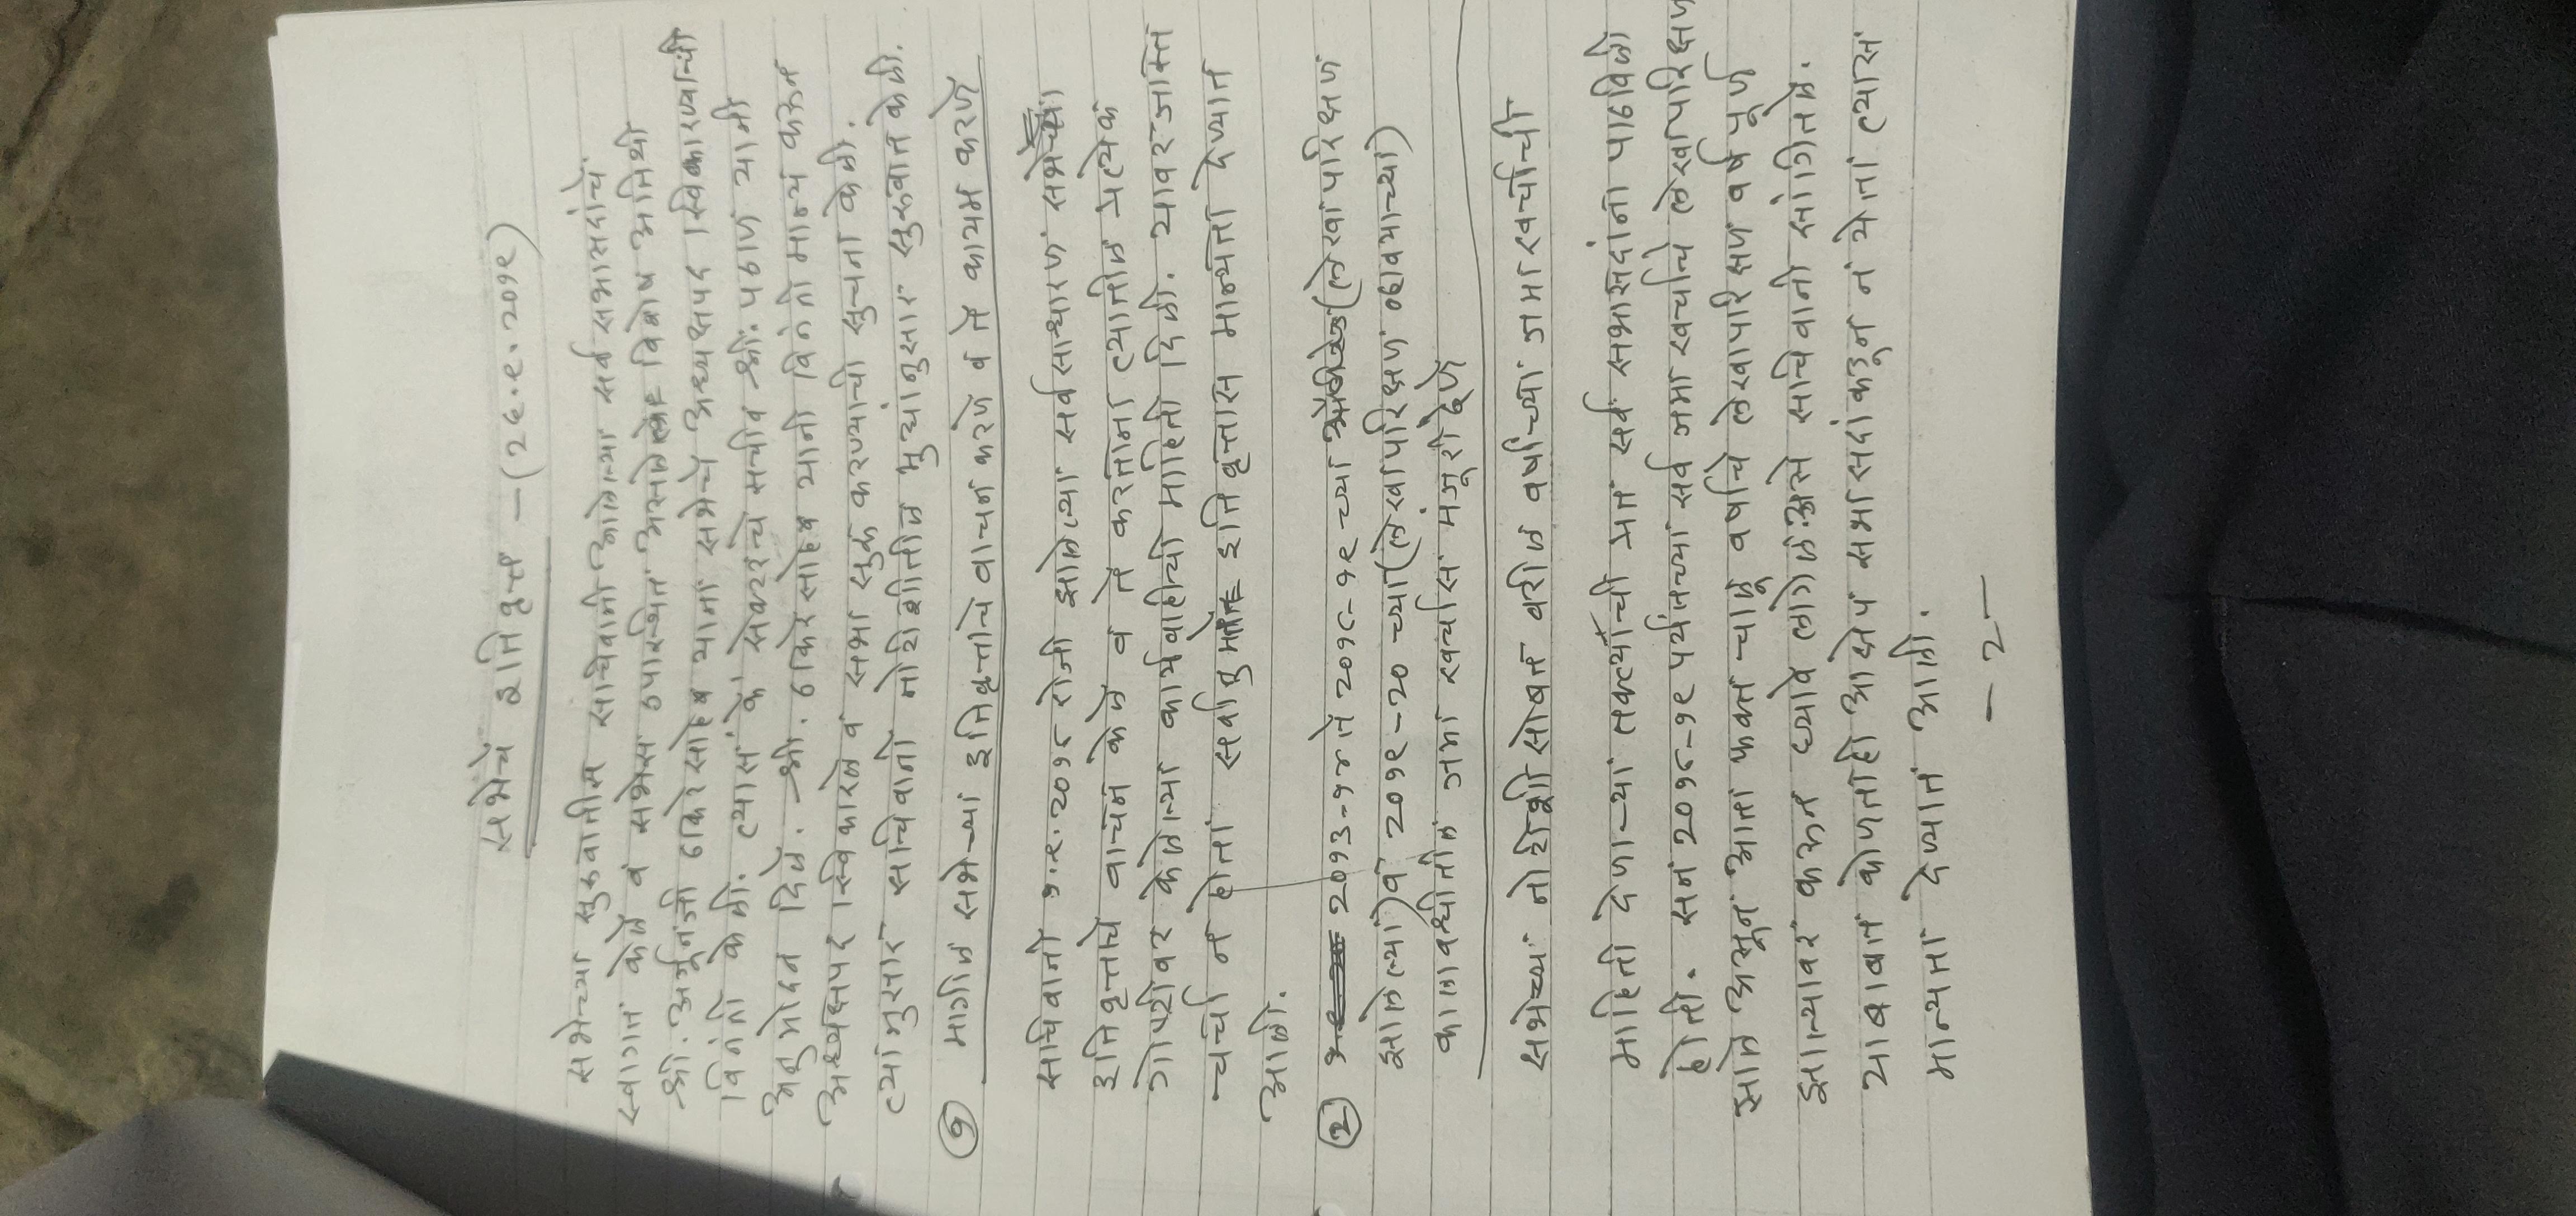 सभेचे इतिवृत्त - (२६.९.२०१९)
सभेच्या सुरुवातीस सचिवांनी आलेल्या सर्व सभासदांचे
स्वागत केले व सभेस उपस्थित असलेले विशेष अतिथी
श्री. अर्जूनजी ठाकरेसाहेब यांना सभेचे अध्यक्षपद स्विकारण्याची
विनंती केली. त्यास 'के' सेक्टरचे सचीव श्री. पठाण यांनी
अनुमोदन दिले. श्री. ठाकरेसाहेब यांनी विनंती मान्य करून
अध्यक्षपद स्विकारले व सभा सुरू करण्याची सुचना केली.
त्यानुसार सचिवांनी नोटीशीतील मुद्यांनुसार सुरुवात केली.
१ मागील सभेच्या इतिवृत्ताचे वाचन करणे व ते कायम करणे
सचिवांनी १.९.२०१८ रोजी झालेल्या सर्वसाधारण सभेच्या
इतिवृत्ताचे वाचन केले व ते करताना त्यातील प्रत्येक
गोष्टीवर केलेल्या कार्यवाहीची माहिती दिली. यावर जास्त
चर्चा न होता सर्वानुमते इतिवृत्तास मान्यता देण्यात
आली.
२ २०१३-१४ ते २०१८-१९ च्या (लेखापरिक्षण
झालेल्या) व २०१९-२० च्या (लेखापरिक्षण व्हावयाच्या)
कालावधीतील जमा खर्चास मंजूरी देणे
सभेच्या नोटीशीसोबत वरील वर्षाच्या जमाखर्चाची
माहिती देणाऱ्या तक्त्यांची प्रत सर्व सभासदांना पाठविली
होती. सन २०१८-१९ पर्यंतच्या सर्व जमा खर्चाचे लेखापरिक्षण
झाले असून आता फक्त चालू वर्षाचे लेखापरिक्षण वर्ष पूर्ण
झाल्यावर करून घ्यावे लागेल असे सचिवांनी सांगितले.
याबाबत कोणताही आक्षेप सभासदांकडून न येता त्यास
मान्यता देण्यात आली.
- २ -